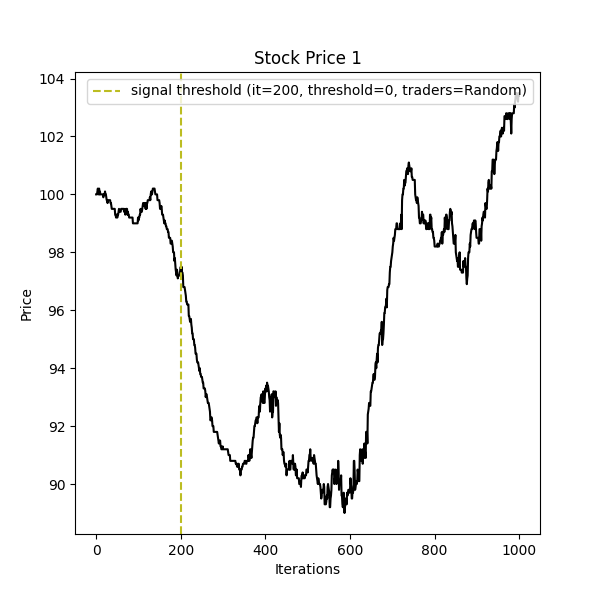 Stock Price 1
signal threshold (it=200, threshold=0, traders=Random)
104
102
100
98
96
94
92
90
Price
0 200 400 600 800 1000
Iterations